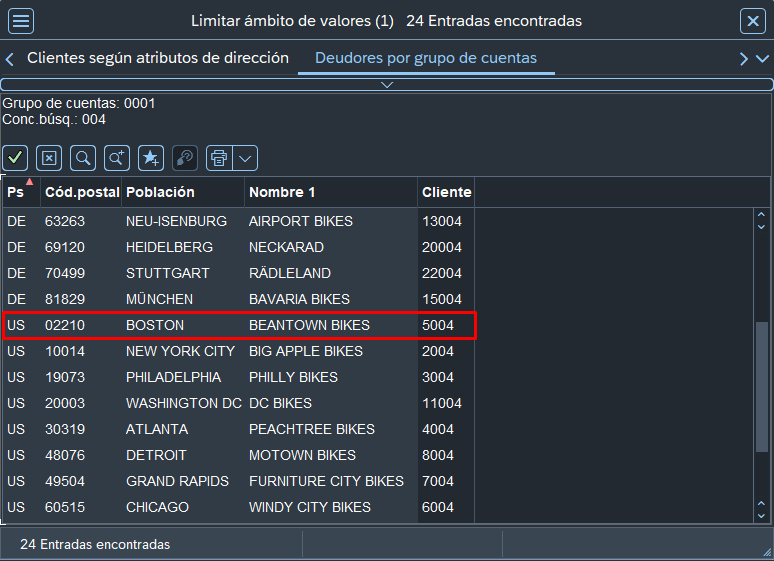 Limitar ámbito de valores (1) 24 Entradas encontradas
Clientes según atributos de dirección Deudores por grupo de cuentas
Grupo de cuentas: 0001
Conc.búsq.: 004
Ps Cód.postal Población Nombre 1 Cliente
DE 63263 NEU-ISENBURG AIRPORT BIKES 13004
DE 69120 HEIDELBERG NECKARAD 20004
DE 70499 STUTTGART RÄDLELAND 22004
DE 81829 MÜNCHEN BAVARIA BIKES 15004
US 02210 BOSTON BEANTOWN BIKES 5004
US 10014 NEW YORK CITY BIG APPLE BIKES 2004
US 19073 PHILADELPHIA PHILLY BIKES 3004
US 20003 WASHINGTON DC DC BIKES 11004
US 30319 ATLANTA PEACHTREE BIKES 4004
US 48076 DETROIT MOTOWN BIKES 8004
US 49504 GRAND RAPIDS FURNITURE CITY BIKES 7004
US 60515 CHICAGO WINDY CITY BIKES 6004
24 Entradas encontradas